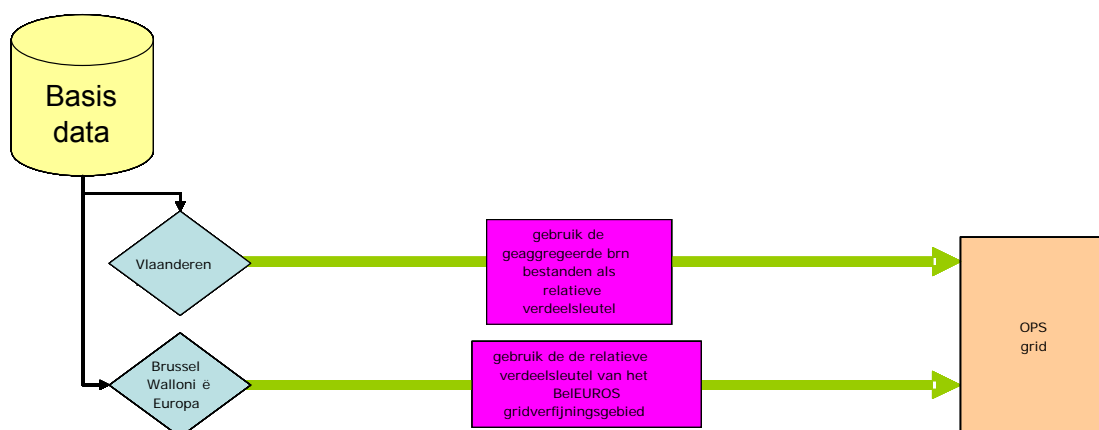 Basis
data
Vlaanderen
gebruik de
geaggregeerde brn
bestanden als
relatieve
verdeelsleutel
OPS
grid
Brussel
Walloni ë
Europa
gebruik de de relatieve
verdeelsleutel van het
BelEUROS
gridverfijningsgebied